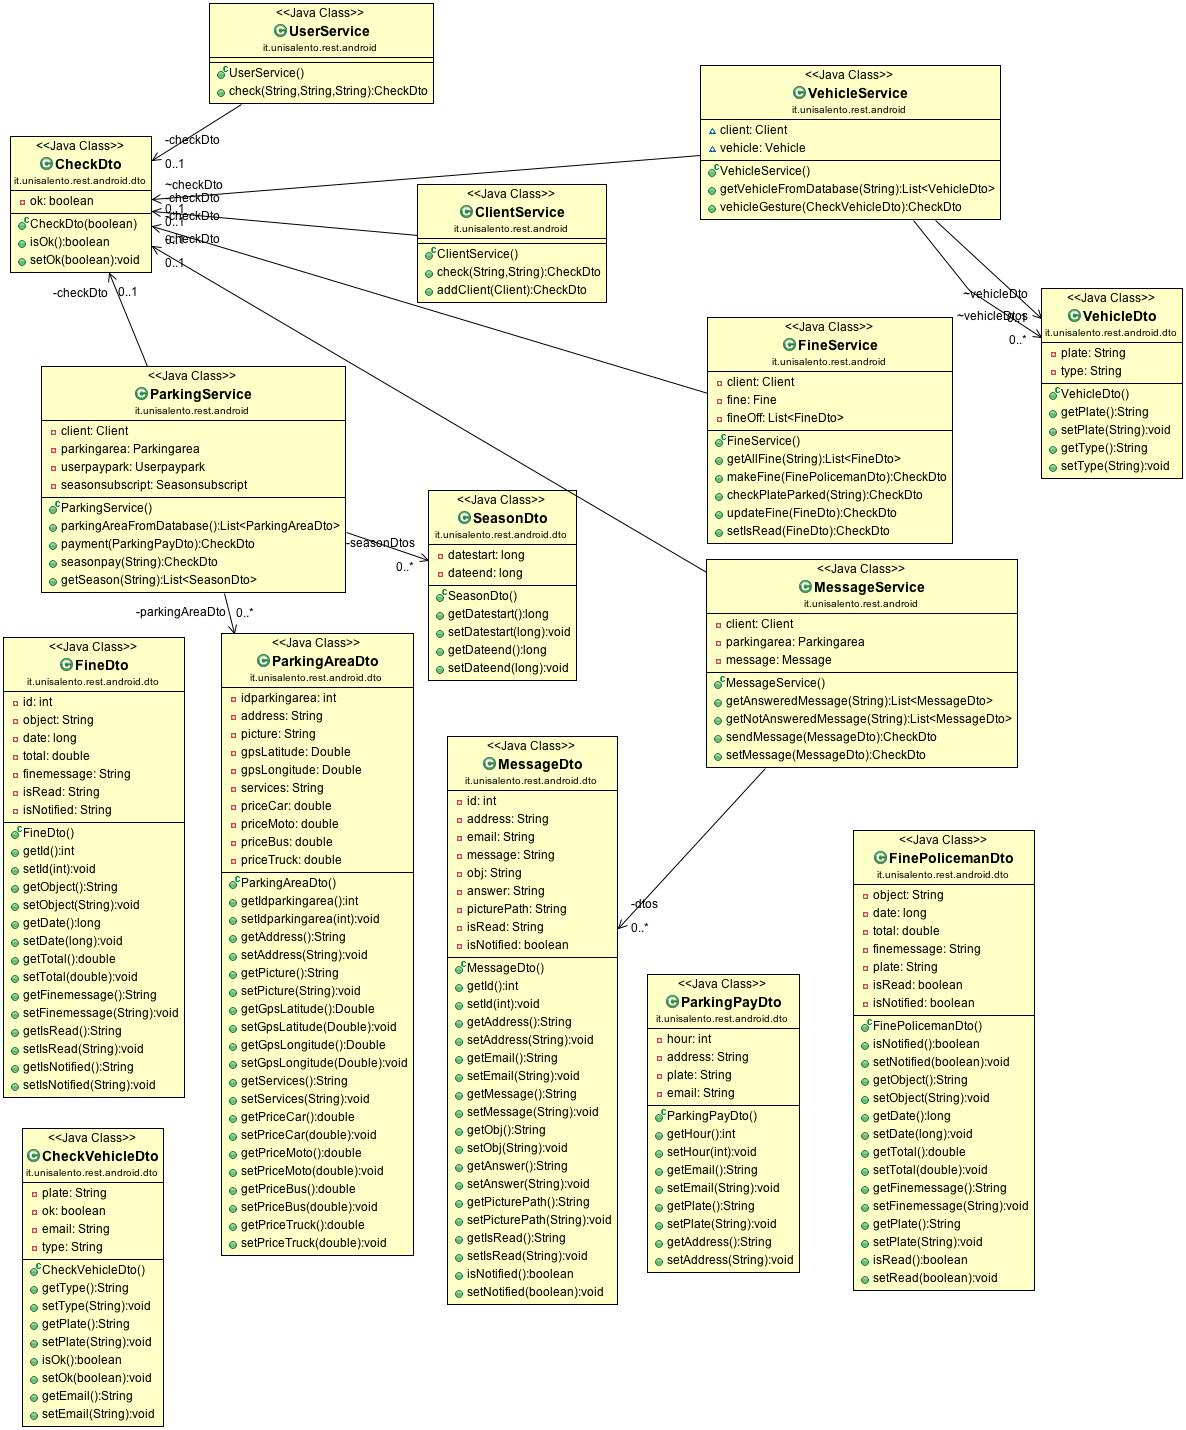 <<Java Class>>
UserService
it.unisalento.rest.android
UserService()
check(String,String,String):CheckDto
<<Java Class>>
VehicleService
it.unisalento.rest.android
client: Client
vehicle: Vehicle
VehicleService()
getVehicleFromDatabase(String):List<VehicleDto>
vehicleGesture(CheckVehicleDto):CheckDto
<<Java Class>>
CheckDto
it.unisalento.rest.android.dto
ok: boolean
CheckDto(boolean)
isOk():boolean
setOk(boolean):void
-checkDto
0..1
~checkDto
0..1
-checkDto
0..1
-checkDto
0..1
-checkDto
0..1
<<Java Class>>
ClientService
it.unisalento.rest.android
ClientService()
check(String,String):CheckDto
addClient(Client):CheckDto
-checkDto
0..1
~vehicleDto
0..1
~vehicleDtos
0..*
<<Java Class>>
VehicleDto
it.unisalento.rest.android.dto
plate: String
type: String
VehicleDto()
getPlate():String
setPlate(String):void
getType():String
setType(String):void
<<Java Class>>
FineService
it.unisalento.rest.android
client: Client
fine: Fine
fineOff: List<FineDto>
FineService()
getAllFine(String):List<FineDto>
makeFine(FinePolicemanDto):CheckDto
checkPlateParked(String):CheckDto
updateFine(FineDto):CheckDto
setIsRead(FineDto):CheckDto
<<Java Class>>
ParkingService
it.unisalento.rest.android
client: Client
parkingarea: Parkingarea
userpaypark: Userpaypark
seasonsubscript: Seasonsubscript
ParkingService()
parkingAreaFromDatabase():List<ParkingAreaDto>
payment(ParkingPayDto):CheckDto
seasonpay(String):CheckDto
getSeason(String):List<SeasonDto>
-seasonDtos
0..*
-parkingAreaDto
0..*
<<Java Class>>
SeasonDto
it.unisalento.rest.android.dto
datestart: long
dateend: long
SeasonDto()
getDatestart():long
setDatestart(long):void
getDateend():long
setDateend(long):void
<<Java Class>>
MessageService
it.unisalento.rest.android
client: Client
parkingarea: Parkingarea
message: Message
MessageService()
getAnsweredMessage(String):List<MessageDto>
getNotAnsweredMessage(String):List<MessageDto>
sendMessage(MessageDto):CheckDto
setMessage(MessageDto):CheckDto
<<Java Class>>
FineDto
it.unisalento.rest.android.dto
id: int
object: String
date: long
total: double
finemessage: String
isRead: String
isNotified: String
FineDto()
getId():int
setId(int):void
getObject():String
setObject(String):void
getDate():long
setDate(long):void
getTotal():double
setTotal(double):void
getFinemessage():String
setFinemessage(String):void
getIsRead():String
setIsRead(String):void
getIsNotified():String
setIsNotified(String):void
<<Java Class>>
ParkingAreaDto
it.unisalento.rest.android.dto
idparkingarea: int
address: String
picture: String
gpsLatitude: Double
gpsLongitude: Double
services: String
priceCar: double
priceMoto: double
priceBus: double
priceTruck: double
ParkingAreaDto()
getIdparkingarea():int
setIdparkingarea(int):void
getAddress():String
setAddress(String):void
getPicture():String
setPicture(String):void
getGpsLatitude():Double
setGpsLatitude(Double):void
getGpsLongitude():Double
setGpsLongitude(Double):void
getServices():String
setServices(String):void
getPriceCar():double
setPriceCar(double):void
getPriceMoto():double
setPriceMoto(double):void
getPriceBus():double
setPriceBus(double):void
getPriceTruck():double
setPriceTruck(double):void
<<Java Class>>
MessageDto
it.unisalento.rest.android.dto
id: int
address: String
email: String
message: String
obj: String
answer: String
picturePath: String
isRead: String
isNotified: boolean
MessageDto()
getId():int
setId(int):void
getAddress():String
setAddress(String):void
getEmail():String
setEmail(String):void
getMessage():String
setMessage(String):void
getObj():String
setObj(String):void
getAnswer():String
setAnswer(String):void
getPicturePath():String
setPicturePath(String):void
getIsRead():String
setIsRead(String):void
isNotified():boolean
setNotified(boolean):void
-dtos
0..*
<<Java Class>>
ParkingPayDto
it.unisalento.rest.android.dto
hour: int
address: String
plate: String
email: String
ParkingPayDto()
getHour():int
setHour(int):void
getEmail():String
setEmail(String):void
getPlate():String
setPlate(String):void
getAddress():String
setAddress(String):void
<<Java Class>>
FinePolicemanDto
it.unisalento.rest.android.dto
object: String
date: long
total: double
finemessage: String
plate: String
isRead: boolean
isNotified: boolean
FinePolicemanDto()
isNotified():boolean
setNotified(boolean):void
getObject():String
setObject(String):void
getDate():long
setDate(long):void
getTotal():double
setTotal(double):void
getFinemessage():String
setFinemessage(String):void
getPlate():String
setPlate(String):void
isRead():boolean
setRead(boolean):void
<<Java Class>>
CheckVehicleDto
it.unisalento.rest.android.dto
plate: String
ok: boolean
email: String
type: String
CheckVehicleDto()
getType():String
setType(String):void
getPlate():String
setPlate(String):void
isOk():boolean
setOk(boolean):void
getEmail():String
setEmail(String):void